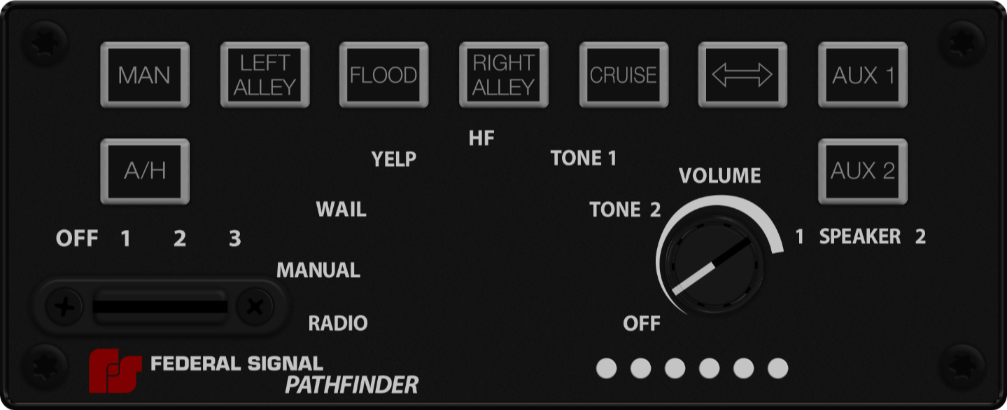 MAN
LEFT
ALLEY
FLOOD
RIGHT
ALLEY
CRUISE
AUX 1
A/H
YELP
HF
TONE 1
VOLUME
AUX 2
WAIL
TONE 2
OFF 1 2 3
1 SPEAKER 2
MANUAL
RADIO
OFF
FEDERAL SIGNAL
PATHFINDER